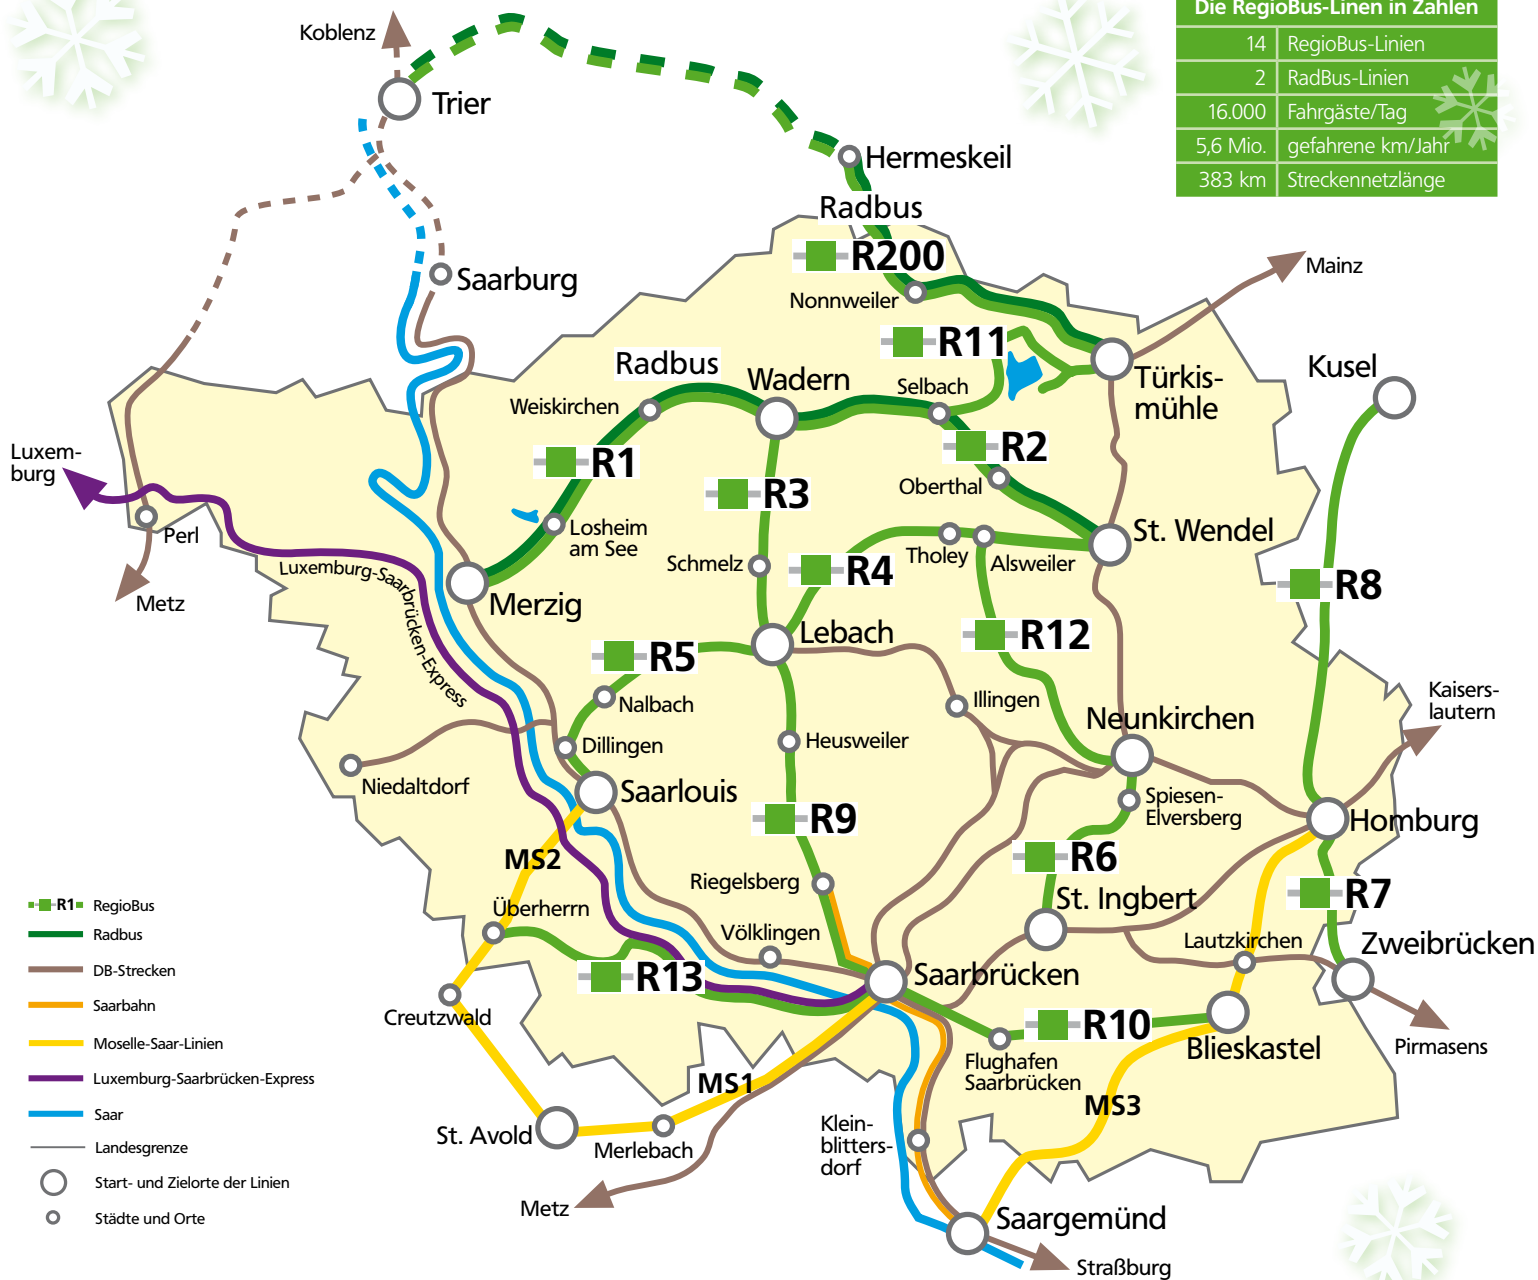 Die RegioBus-Linen in Zahlen
14 RegioBus-Linien
2 RadBus-Linien
16.000 Fahrgäste/Tag
5,6 Mio. gefahrene km/Jahr
383 km Streckennetzlänge
Koblenz
Trier
Hermeskeil
Radbus
R200
Nonnweiler
Mainz
Saarburg
R11
Türkis-
mühle
Kusel
Radbus
Wadern
Selbach
Weiskirchen
R1
R2
Oberthal
R3
Luxem-
burg
Perl
Metz
Losheim
am See
Luxemburg-Saarbrücken-Express
Merzig
Schmelz
R4
Tholey
Alsweiler
St. Wendel
R8
Lebach
R12
R5
Nalbach
Illingen
Kaisers-
lautern
Neunkirchen
Dillingen
Heusweiler
Niedaltdorf
Saarlouis
Spiesen-
Elversberg
Homburg
R9
MS2
R6
R7
Riegelsberg
St. Ingbert
Überherrn
Völklingen
Lautzkirchen
Zweibrücken
R13
Saarbrücken
Creutzwald
R10
Blieskastel
Pirmasens
Flughafen
Saarbrücken
MS1
MS3
St. Avold
Merlebach
Klein-
blitters-
dorf
Metz
Saargemünd
Straßburg
R1 RegioBus
Radbus
DB-Strecken
Saarbahn
Moselle-Saar-Linien
Luxemburg-Saarbrücken-Express
Saar
Landesgrenze
Start- und Zielorte der Linien
Städte und Orte